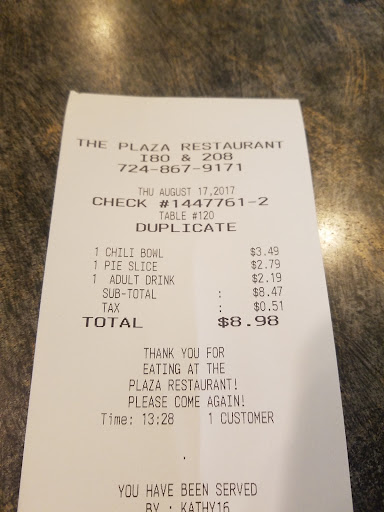 THE PLAZA RESTAURANT
I80 & 208
724-867-9171
THU AUGUST 17,2017
CHECK #1447761-2
TABLE #120
DUPLICATE
1 CHILI BOWL $3.49
1 PIE SLICE $2.79
1 ADULT DRINK $2.19
SUB-TOTAL : $8.47
TAX : $0.51
TOTAL $8.98
THANK YOU FOR
EATING AT THE
PLAZA RESTAURANT!
PLEASE COME AGAIN!
Time: 13:28 1 CUSTOMER
.
YOU HAVE BEEN SERVED
BY : KATHY16